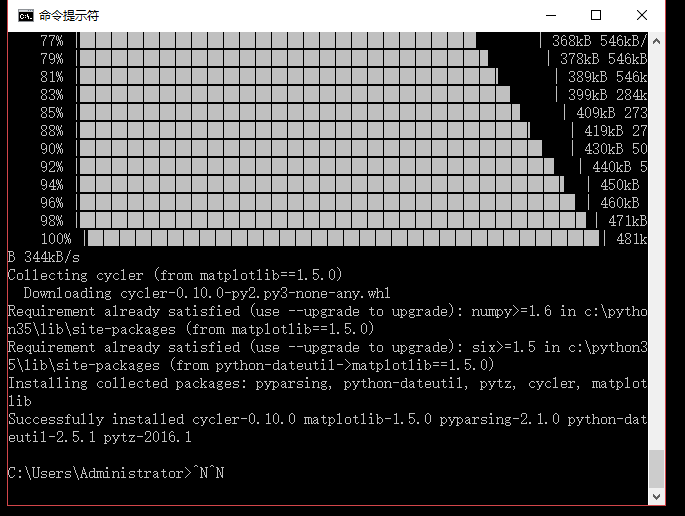 命令提示符
77% | 368kB 546kB/
79% | 378kB 546kB
81% | 389kB 546k
83% | 399kB 284k
85% | 409kB 273
88% | 419kB 27
90% | 430kB 50
92% | 440kB 5
94% | 450kB
96% | 460kB
98% | 471kB
100% | 481k
B 344kB/s
Collecting cycler (from matplotlib==1.5.0)
Downloading cycler-0.10.0-py2.py3-none-any.whl
Requirement already satisfied (use --upgrade to upgrade): numpy>=1.6 in c:\pytho
n35\lib\site-packages (from matplotlib==1.5.0)
Requirement already satisfied (use --upgrade to upgrade): six>=1.5 in c:\python3
5\lib\site-packages (from python-dateutil->matplotlib==1.5.0)
Installing collected packages: pyparsing, python-dateutil, pytz, cycler, matplot
lib
Successfully installed cycler-0.10.0 matplotlib-1.5.0 pyparsing-2.1.0 python-dat
eutil-2.5.1 pytz-2016.1
C:\Users\Administrator>^N^N